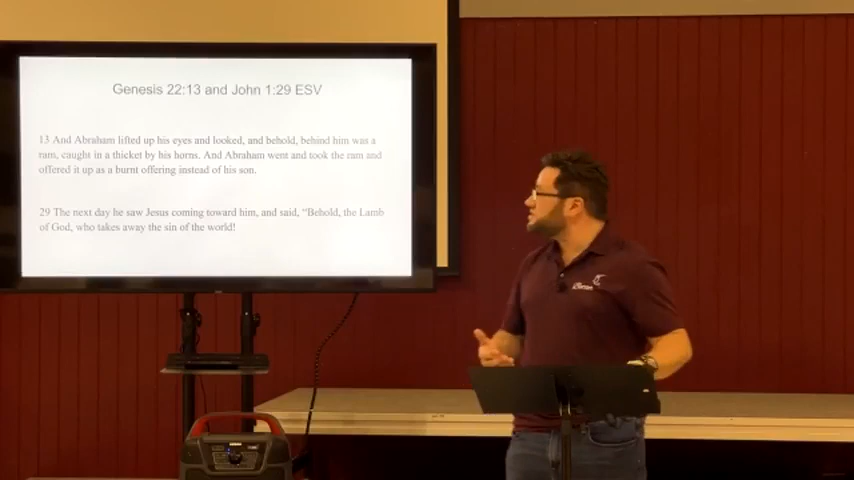 Genesis 22:13 and John 1:29 ESV
13 And Abraham lifted up his eyes and looked, and behold, behind him was a
ram, caught in a thicket by his horns. And Abraham went and took the ram and
offered it up as a burnt offering instead of his son.
29 The next day he saw Jesus coming toward him, and said, “Behold, the Lamb
of God, who takes away the sin of the world!